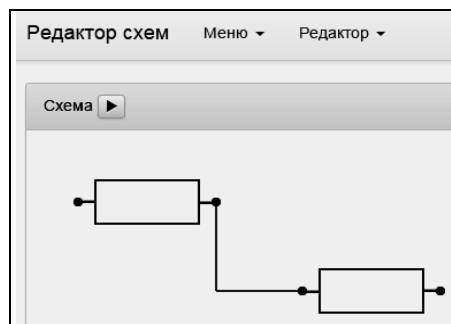 Редактор схем Меню Редактор
Схема